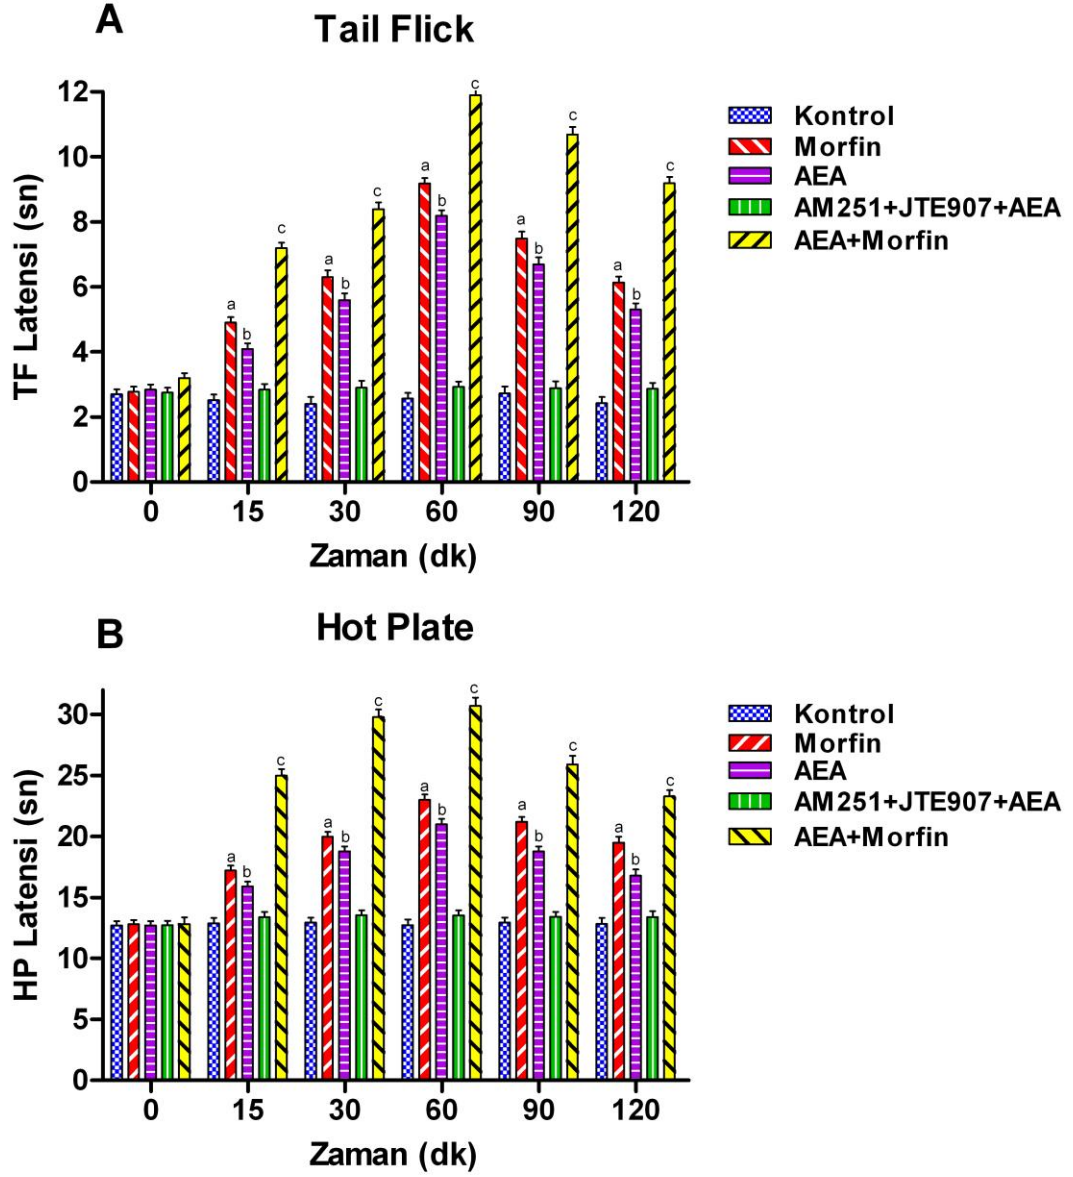 A
Tail Flick
12
10
8
6
4
2
0
TF Latensi (sn)
a
b
c
a
b
c
a
b
c
a
b
c
a
b
c
0 15 30 60 90 120
Zaman (dk)
Kontrol
Morfin
AEA
AM251+JTE907+AEA
AEA+Morfin
B
Hot Plate
30
25
20
15
10
5
0
HP Latensi (sn)
a
b
c
a
b
c
a
b
c
a
b
c
a
b
c
0 15 30 60 90 120
Zaman (dk)
Kontrol
Morfin
AEA
AM251+JTE907+AEA
AEA+Morfin